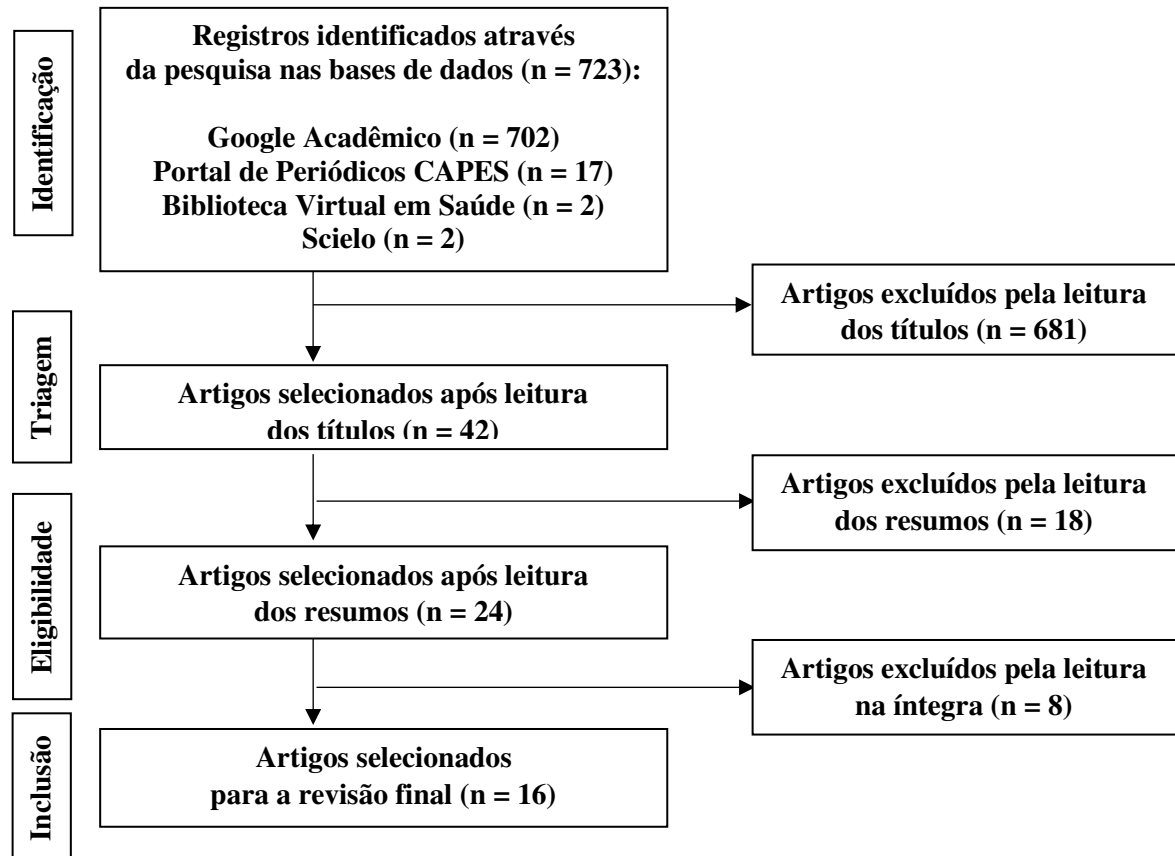 Identificação
Registros identificados através
da pesquisa nas bases de dados (n = 723):
Google Acadêmico (n = 702)
Portal de Periódicos CAPES (n = 17)
Biblioteca Virtual em Saúde (n = 2)
Scielo (n = 2)
Artigos excluídos pela leitura
dos títulos (n = 681)
Triagem
Artigos selecionados após leitura
dos títulos (n = 42)
Artigos excluídos pela leitura
dos resumos (n = 18)
Eligibilidade
Artigos selecionados após leitura
dos resumos (n = 24)
Artigos excluídos pela leitura
na íntegra (n = 8)
Inclusão
Artigos selecionados
para a revisão final (n = 16)